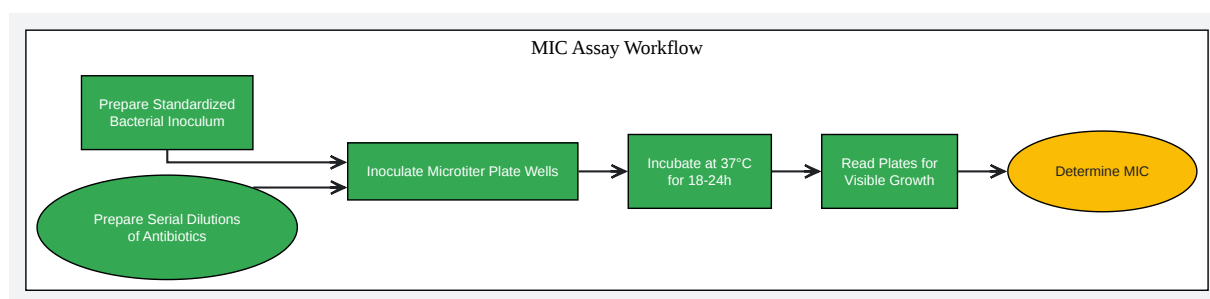 MIC Assay Workflow
Prepare Standardized
Bacterial Inoculum
Prepare Serial Dilutions
of Antibiotics
Inoculate Microtiter Plate Wells
Incubate at 37°C
for 18-24h
Read Plates for
Visible Growth
Determine MIC